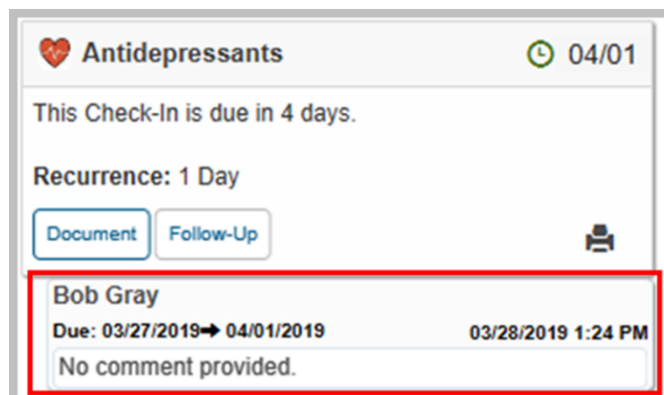 Antidepressants 04/01
This Check-In is due in 4 days.
Recurrence: 1 Day
Document Follow-Up
Bob Gray
Due: 03/27/2019➔ 04/01/2019 03/28/2019 1:24 PM
No comment provided.